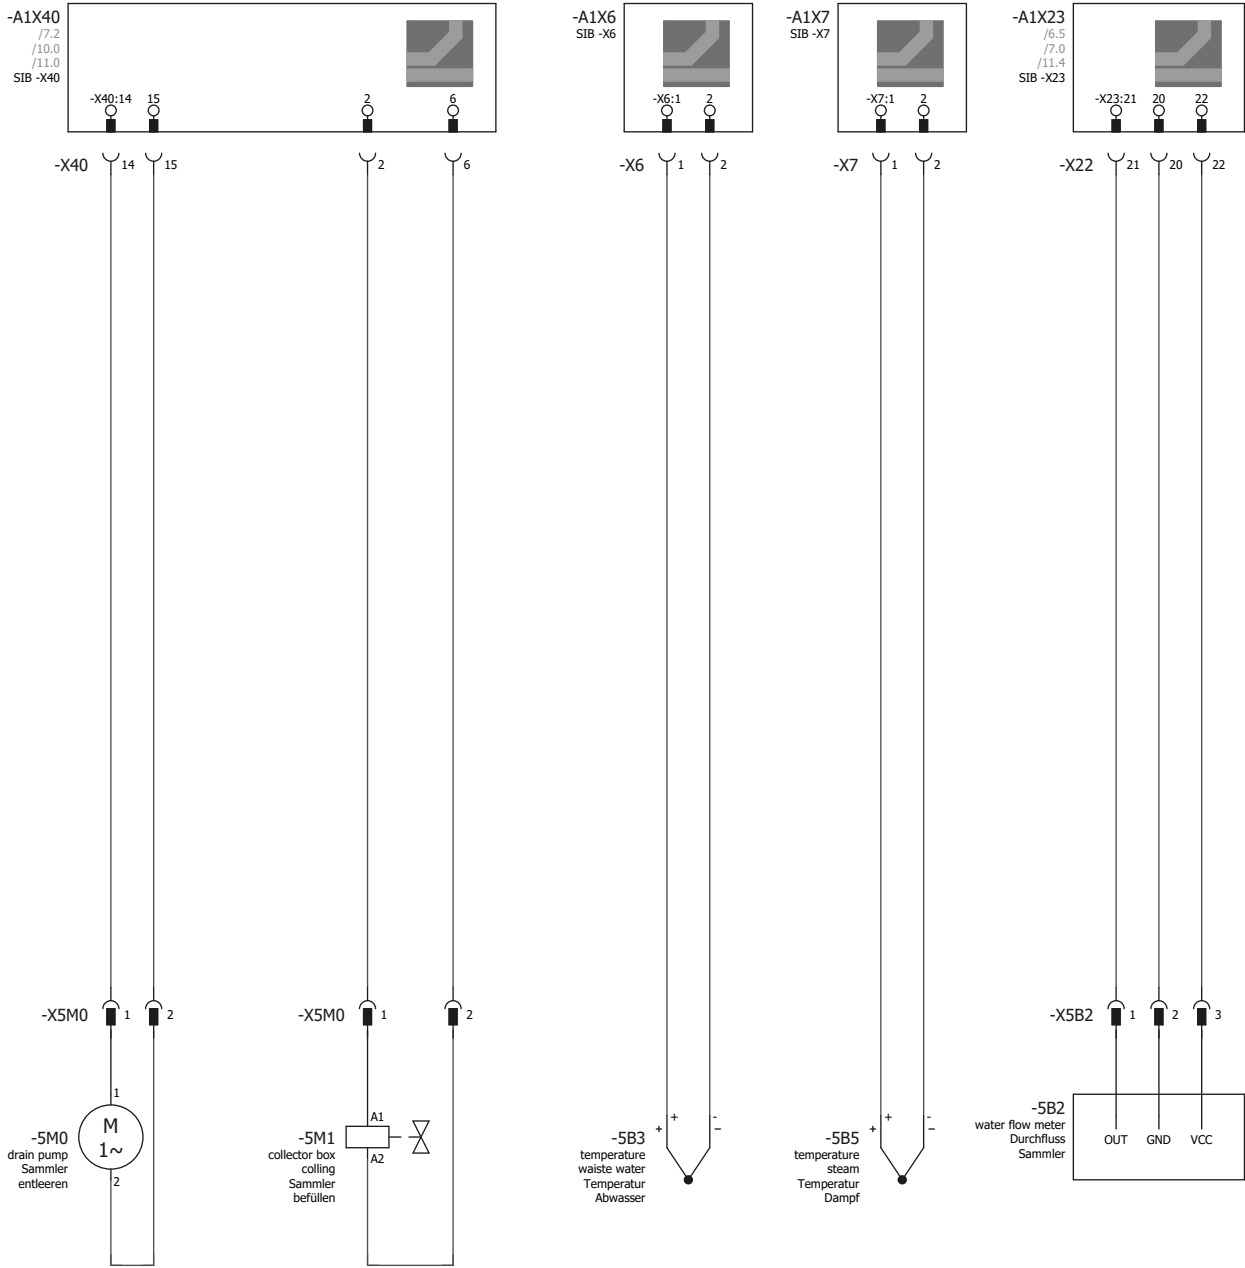 -A1X40
/7.2
/10.0
/11.0
SIB -X40
-X40:14 15 2 6
-A1X6
SIB -X6
-X6:1 2
-A1X7
SIB -X7
-X7:1 2
-A1X23
/6.5
/7.0
/11.4
SIB -X23
-X23:21 20 22
-X40 14 15 2 6
-X6 1 2
-X7 1 2
-X22 21 20 22
-X5M0 1 2
-X5M0 1 2
-X5B2 1 2 3
1
M
1~
2
-5M0
drain pump
Sammler
entleeren
A1
A2
-5M1
collector box
colling
Sammler
befüllen
+ -
+ −
-5B3
temperature
waiste water
Temperatur
Abwasser
+ -
+ −
-5B5
temperature
steam
Temperatur
Dampf
-5B2
water flow meter
Durchfluss
Sammler
OUT GND VCC